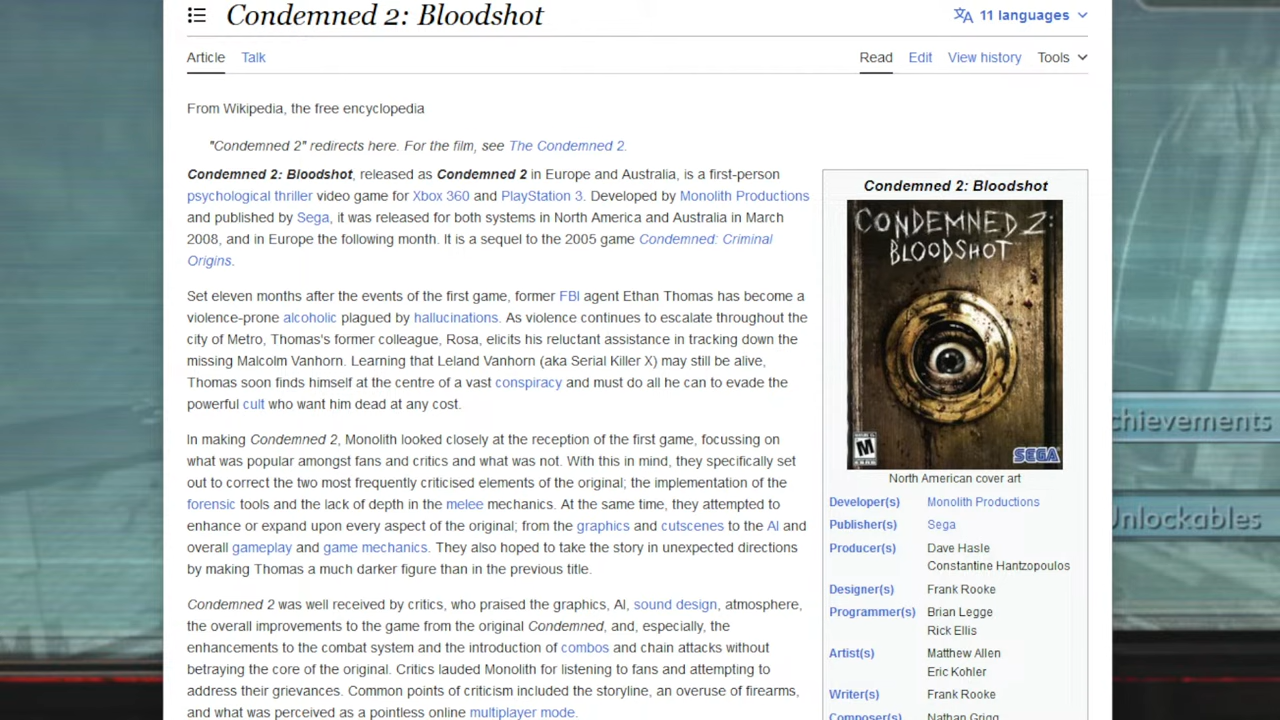 Condemned 2: Bloodshot
11 languages
Article Talk
Read Edit View history Tools
From Wikipedia, the free encyclopedia
"Condemned 2" redirects here. For the film, see The Condemned 2.
Condemned 2: Bloodshot, released as Condemned 2 in Europe and Australia, is a first-person
psychological thriller video game for Xbox 360 and PlayStation 3. Developed by Monolith Productions
and published by Sega, it was released for both systems in North America and Australia in March
2008, and in Europe the following month. It is a sequel to the 2005 game Condemned: Criminal
Origins.
Set eleven months after the events of the first game, former FBI agent Ethan Thomas has become a
violence-prone alcoholic plagued by hallucinations. As violence continues to escalate throughout the
city of Metro, Thomas's former colleague, Rosa, elicits his reluctant assistance in tracking down the
missing Malcolm Vanhorn. Learning that Leland Vanhorn (aka Serial Killer X) may still be alive,
Thomas soon finds himself at the centre of a vast conspiracy and must do all he can to evade the
powerful cult who want him dead at any cost.
In making Condemned 2, Monolith looked closely at the reception of the first game, focussing on
what was popular amongst fans and critics and what was not. With this in mind, they specifically set
out to correct the two most frequently criticised elements of the original; the implementation of the
forensic tools and the lack of depth in the melee mechanics. At the same time, they attempted to
enhance or expand upon every aspect of the original; from the graphics and cutscenes to the AI and
overall gameplay and game mechanics. They also hoped to take the story in unexpected directions
by making Thomas a much darker figure than in the previous title.
Condemned 2 was well received by critics, who praised the graphics, AI, sound design, atmosphere,
the overall improvements to the game from the original Condemned, and, especially, the
enhancements to the combat system and the introduction of combos and chain attacks without
betraying the core of the original. Critics lauded Monolith for listening to fans and attempting to
address their grievances. Common points of criticism included the storyline, an overuse of firearms,
and what was perceived as a pointless online multiplayer mode.
Condemned 2: Bloodshot
CONDEMNED 2:
BLOODSHOT
M
SEGA
North American cover art
Developer(s) Monolith Productions
Publisher(s) Sega
Producer(s) Dave Hasle
Constantine Hantzopoulos
Designer(s) Frank Rooke
Programmer(s) Brian Legge
Rick Ellis
Artist(s) Matthew Allen
Eric Kohler
Writer(s) Frank Rooke
Composer(s) Nathan Grigg
chievements
Unlockables